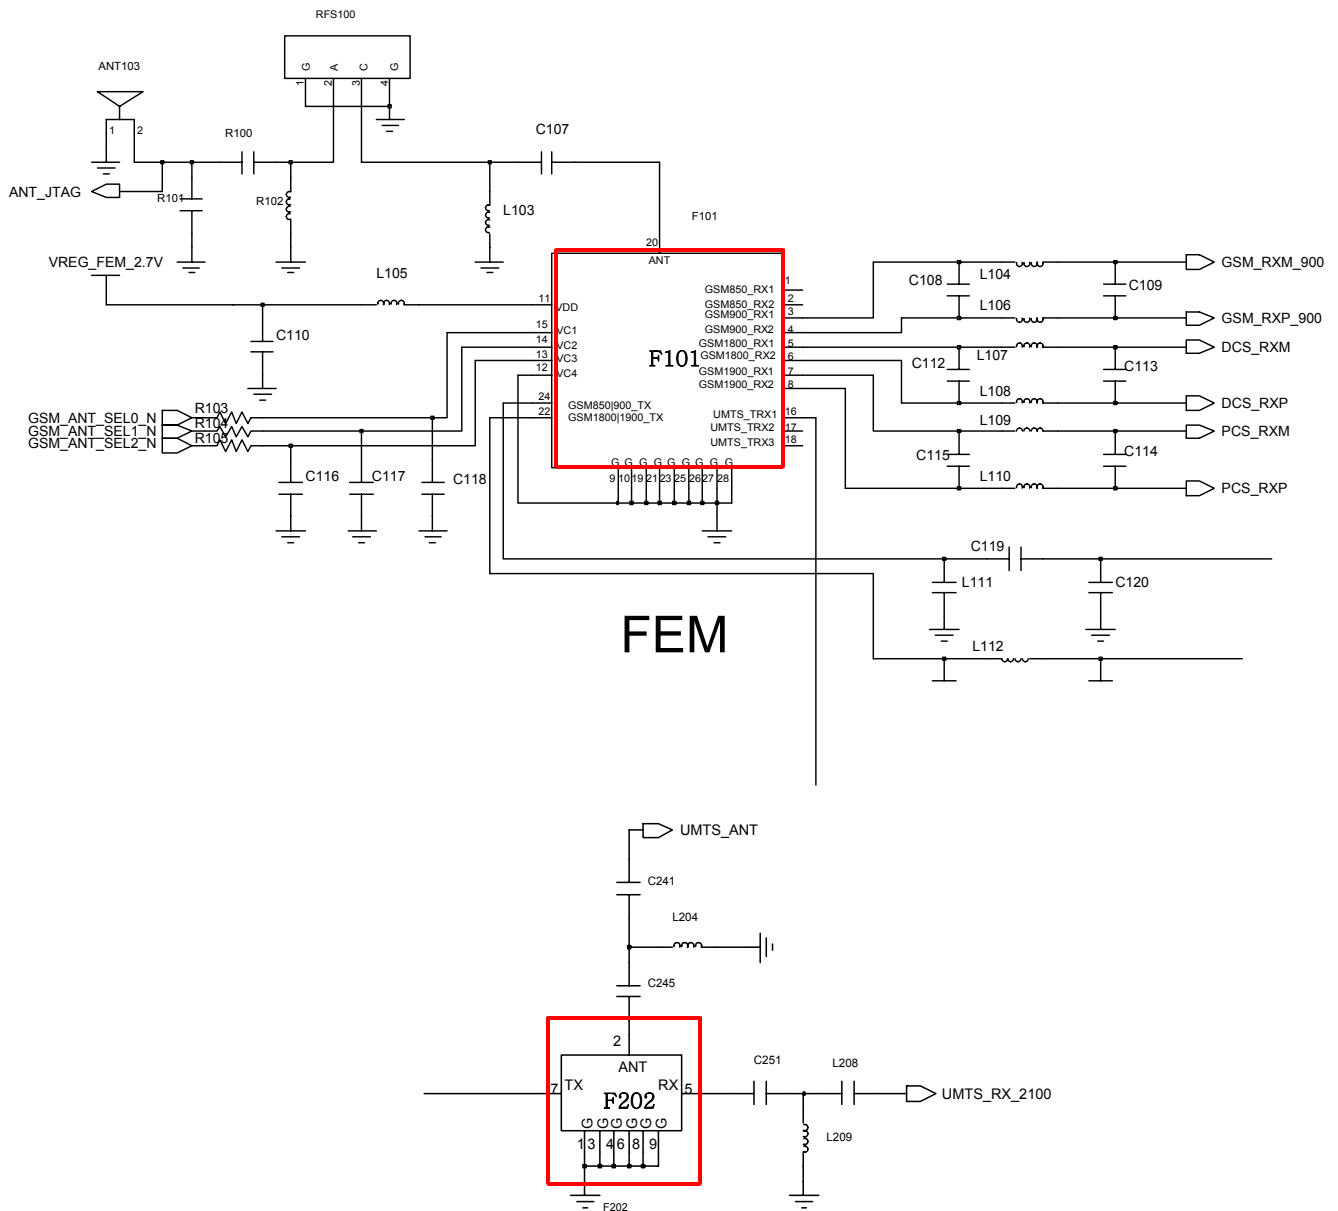 RFS100
G A C G
1 2 3 4
ANT103
1 2
R100
C107
ANT_JTAG
R101
R102
L103
F101
20
ANT
VREG_FEM_2.7V
L105
C110
11 VDD
15 VC1
14 VC2
13 VC3
12 VC4
24 GSM850|900_TX
22 GSM1800|1900_TX
F101
GSM850_RX1 1
GSM850_RX2 2
GSM900_RX1 3
GSM900_RX2 4
GSM1800_RX1 5
GSM1800_RX2 6
GSM1900_RX1 7
GSM1900_RX2 8
UMTS_TRX1 16
UMTS_TRX2 17
UMTS_TRX3 18
G G G G G G G G G
9 10 19 21 23 25 26 27 28
C108 L104 C109 GSM_RXM_900
L106 GSM_RXP_900
C112 L107 C113 DCS_RXM
L108 DCS_RXP
L109 PCS_RXM
C115 C114
L110 PCS_RXP
GSM_ANT_SEL0_N R103
GSM_ANT_SEL1_N R104
GSM_ANT_SEL2_N R105
C116 C117 C118
C119
L111 C120
FEM
L112
UMTS_ANT
C241
L204
C245
2
ANT
7 TX RX 5
F202
G G G G G G
1 3 4 6 8 9
F202
C251 L208
UMTS_RX_2100
L209